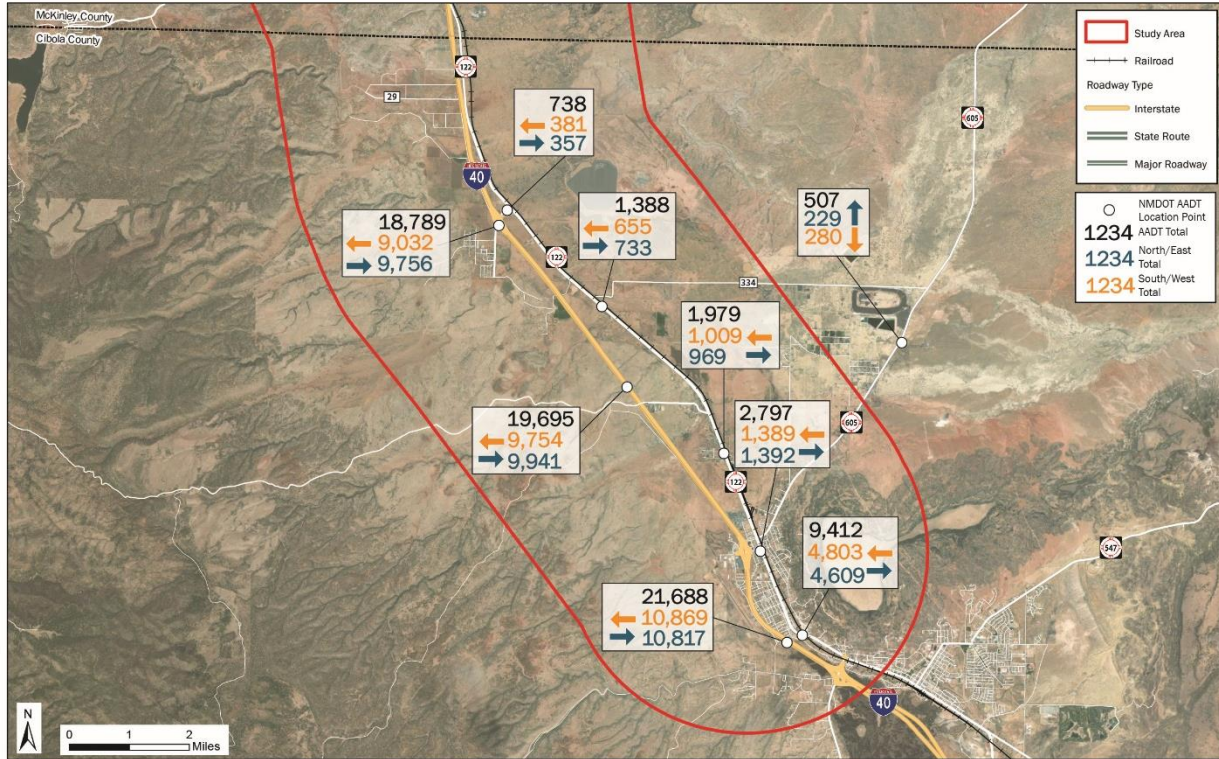 McKinley County
Cibola County
122
29
40
738
381
357
18,789
9,032
9,756
1,388
655
733
122
507
229
280
334
605
1,979
1,009
969
19,695
9,754
9,941
2,797
1,389
1,392
605
122
9,412
4,803
4,609
547
21,688
10,869
10,817
40
N
0 1 2
Miles
Study Area
Railroad
Roadway Type
Interstate
State Route
Major Roadway
NMDOT AADT
Location Point
1234 AADT Total
1234 North/East
Total
1234 South/West
Total